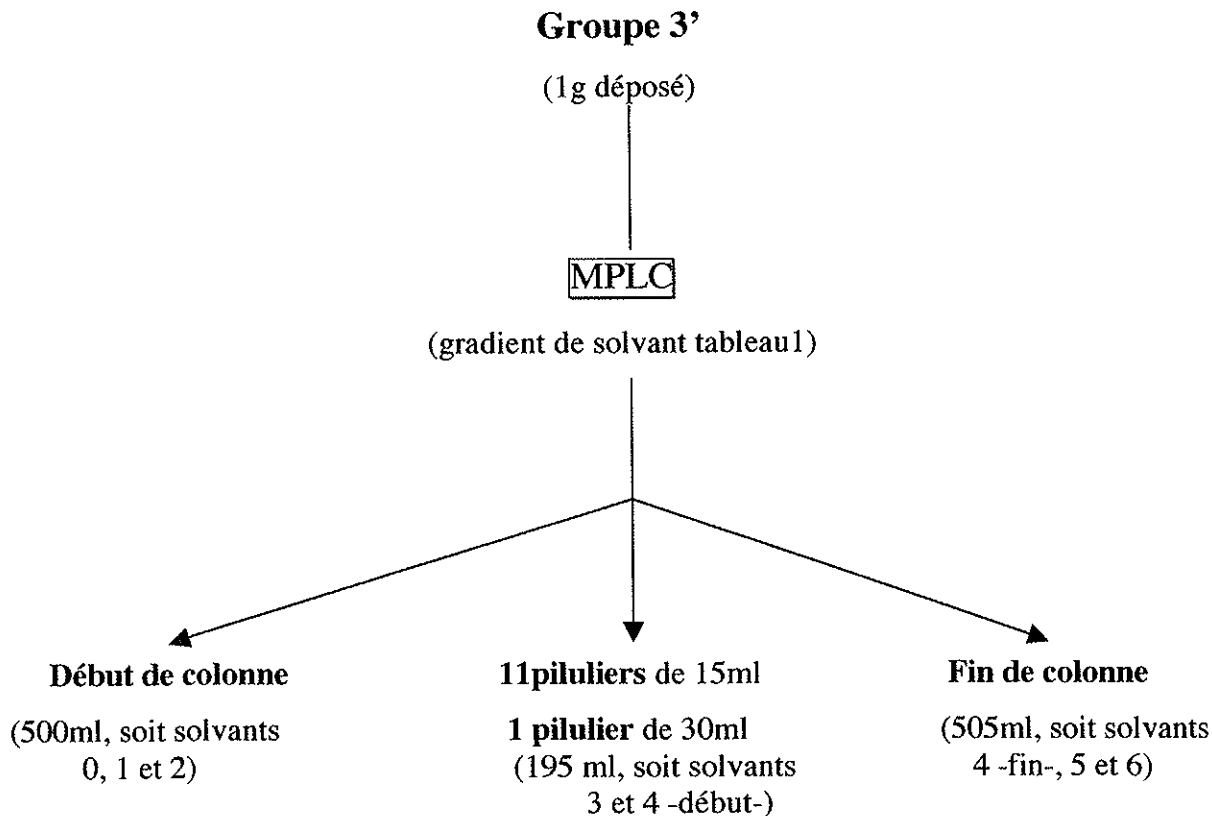 Groupe 3’
(1g déposé)
MPLC
(gradient de solvant tableau1)
Début de colonne
(500ml, soit solvants
0, 1 et 2)
11piluliers de 15ml
1 pilulier de 30ml
(195 ml, soit solvants
3 et 4 -début-)
Fin de colonne
(505ml, soit solvants
4 -fin-, 5 et 6)